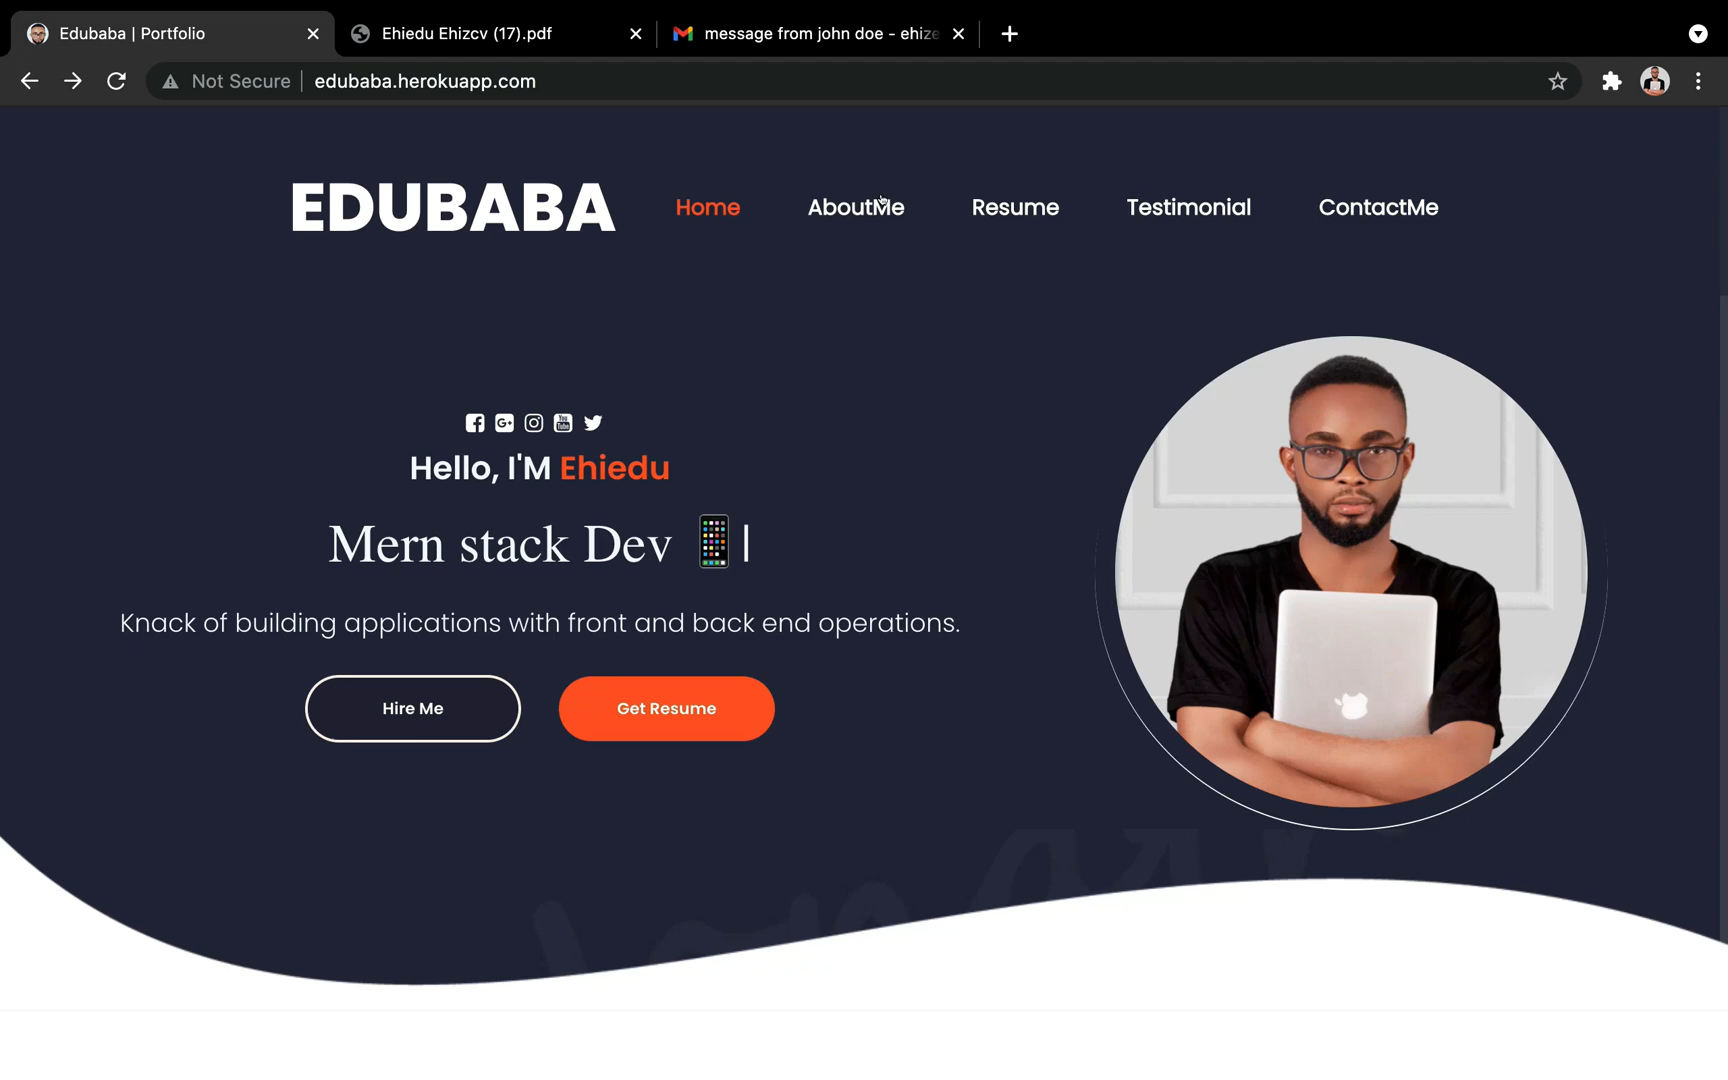 Edubaba | Portfolio
Ehiedu Ehizcv (17).pdf
message from john doe - ehize
Not Secure
edubaba.herokuapp.com
EDUBABA
Home
AboutMe
Resume
Testimonial
ContactMe
Hello, I'M Ehiedu
Mern stack Dev 📱|
Knack of building applications with front and back end operations.
Hire Me
Get Resume